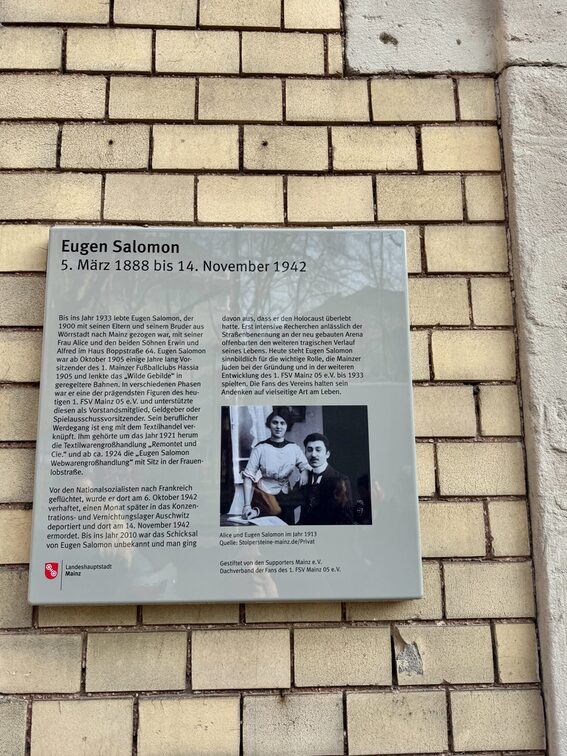 Eugen Salomon
5. März 1888 bis 14. November 1942
Bis ins Jahr 1933 lebte Eugen Salomon, der
1900 mit seinen Eltern und seinem Bruder aus
Wörrstadt nach Mainz gezogen war, mit seiner
Frau Alice und den beiden Söhnen Erwin und
Alfred im Haus Boppstraße 64. Eugen Salomon
war ab Oktober 1905 einige Jahre lang Vor-
sitzender des 1. Mainzer Fußballclubs Hassia
1905 und lenkte das „Wilde Gebilde" in
geregeltere Bahnen. In verschiedenen Phasen
war er eine der prägendsten Figuren des heu-
tigen 1. FSV Mainz 05 e.V. und unterstützte
diesen als Vorstandsmitglied, Geldgeber oder
Spielausschussvorsitzender. Sein beruflicher
Werdegang ist eng mit dem Textilhandel ver-
knüpft. Ihm gehörte um das Jahr 1921 herum
die Textilwarengroßhandlung „Remontet und
Cie." und ab ca. 1924 die „Eugen Salomon
Webwarengroßhandlung" mit Sitz in der Frauen-
lobstraße.
Vor den Nationalsozialisten nach Frankreich
geflüchtet, wurde er dort am 6. Oktober 1942
verhaftet, einen Monat später in das Konzen-
trations- und Vernichtungslager Auschwitz
deportiert und dort am 14. November 1942
ermordet. Bis ins Jahr 2010 war das Schicksal
von Eugen Salomon unbekannt und man ging
davon aus, dass er den Holocaust überlebt
hatte. Erst intensive Recherchen anlässlich der
Straßenbenennung an der neu gebauten Arena
offenbarten den weiteren tragischen Verlauf
seines Lebens. Heute steht Eugen Salomon
sinnbildlich für die wichtige Rolle, die Mainzer
Juden bei der Gründung und in der weiteren
Entwicklung des 1. FSV Mainz 05 e.V. bis 1933
spielten. Die Fans des Vereins halten sein
Andenken auf vielseitige Art am Leben.
Alice und Eugen Salomon im Jahr 1913
Quelle: Stolpersteine-mainz.de/Privat
Gestiftet von den Supporters Mainz e.V.
Dachverband der Fans des 1. FSV Mainz 05 e.V.
Landeshauptstadt
Mainz